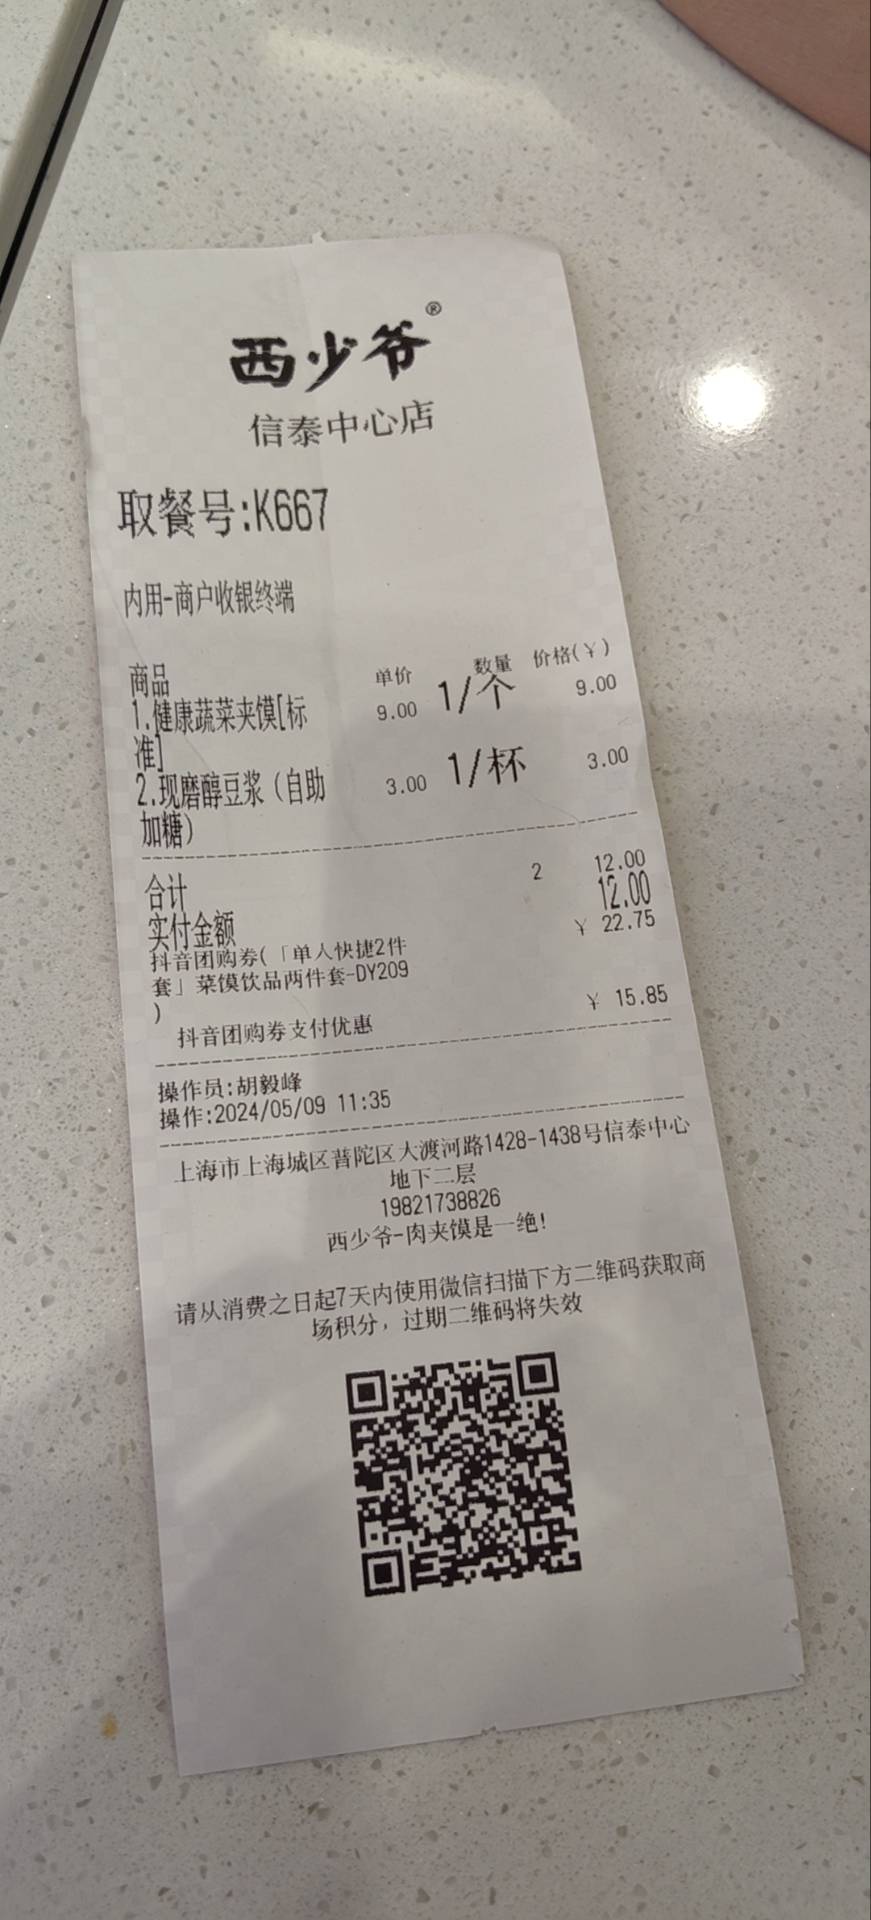 西少爷®
信泰中心店
取餐号:K667
内用-商户收银终端
商品 单价 数量 价格(¥)
1.健康蔬菜夹馍[标 9.00 1/个 9.00
准]
2.现磨醇豆浆(自助 3.00 1/杯 3.00
加糖)
合计 2 12.00
实付金额 12.00
抖音团购券(「单人快捷2件 ¥ 22.75
套」菜馍饮品两件套-DY209
)
抖音团购券支付优惠 ¥ 15.85
操作员:胡毅峰
操作:2024/05/09 11:35
上海市上海城区普陀区大渡河路1428-1438号信泰中心
地下二层
19821738826
西少爷-肉夹馍是一绝!
请从消费之日起7天内使用微信扫描下方二维码获取商
场积分，过期二维码将失效